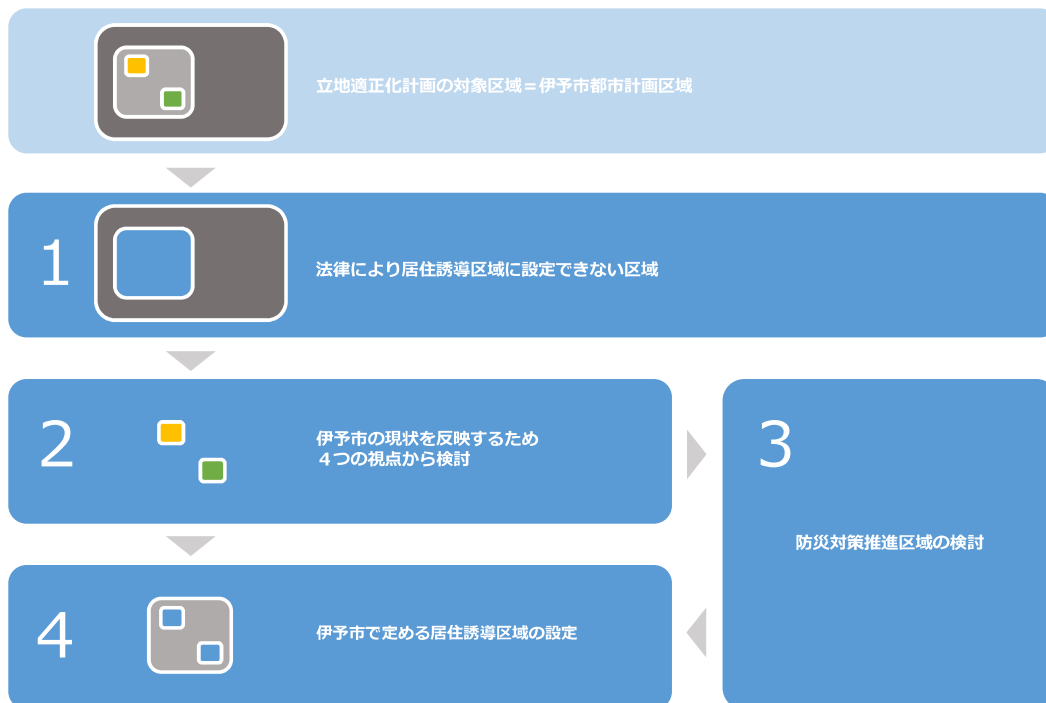 立地適正化計画の対象区域＝伊予市都市計画区域
1
法律により居住誘導区域に設定できない区域
2
伊予市の現状を反映するため
４つの視点から検討
3
防災対策推進区域の検討
4
伊予市で定める居住誘導区域の設定